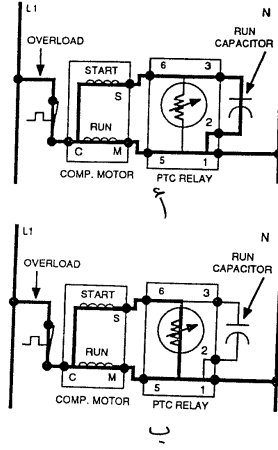 L1
N
OVERLOAD
RUN
CAPACITOR
START
S
RUN
C M
6 3
2
5 1
COMP. MOTOR
PTC RELAY
L1
N
OVERLOAD
RUN
CAPACITOR
START
S
RUN
C M
6 3
2
5 1
COMP. MOTOR
PTC RELAY
ب